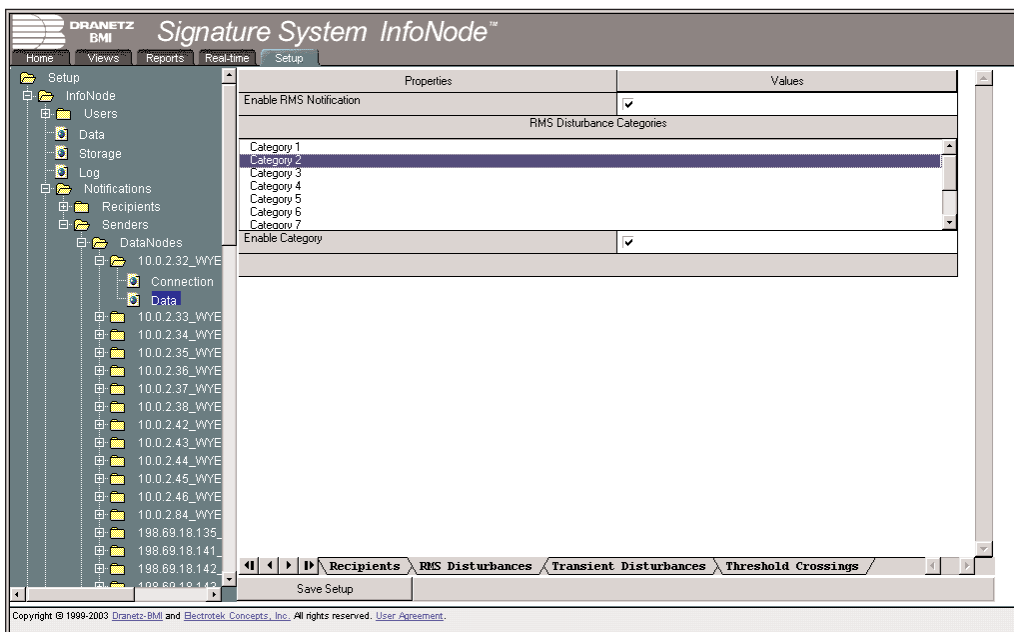 DRANETZ
BMI
Signature System InfoNode™
Home Views Reports Real-time Setup
Setup
InfoNode
Users
Data
Storage
Log
Notifications
Recipients
Senders
DataNodes
10.0.2.32_WYE
Connection
Data
10.0.2.33_WYE
10.0.2.34_WYE
10.0.2.35_WYE
10.0.2.36_WYE
10.0.2.37_WYE
10.0.2.38_WYE
10.0.2.42_WYE
10.0.2.43_WYE
10.0.2.44_WYE
10.0.2.45_WYE
10.0.2.46_WYE
10.0.2.84_WYE
198.69.18.135_
198.69.18.141_
198.69.18.142_
198.69.18.143
Properties Values
Enable RMS Notification
RMS Disturbance Categories
Category 1
Category 2
Category 3
Category 4
Category 5
Category 6
Category 7
Enable Category
Recipients RMS Disturbances Transient Disturbances Threshold Crossings
Save Setup
Copyright © 1999-2003 Dranetz-BMI and Electrotek Concepts, Inc. All rights reserved. User Agreement.